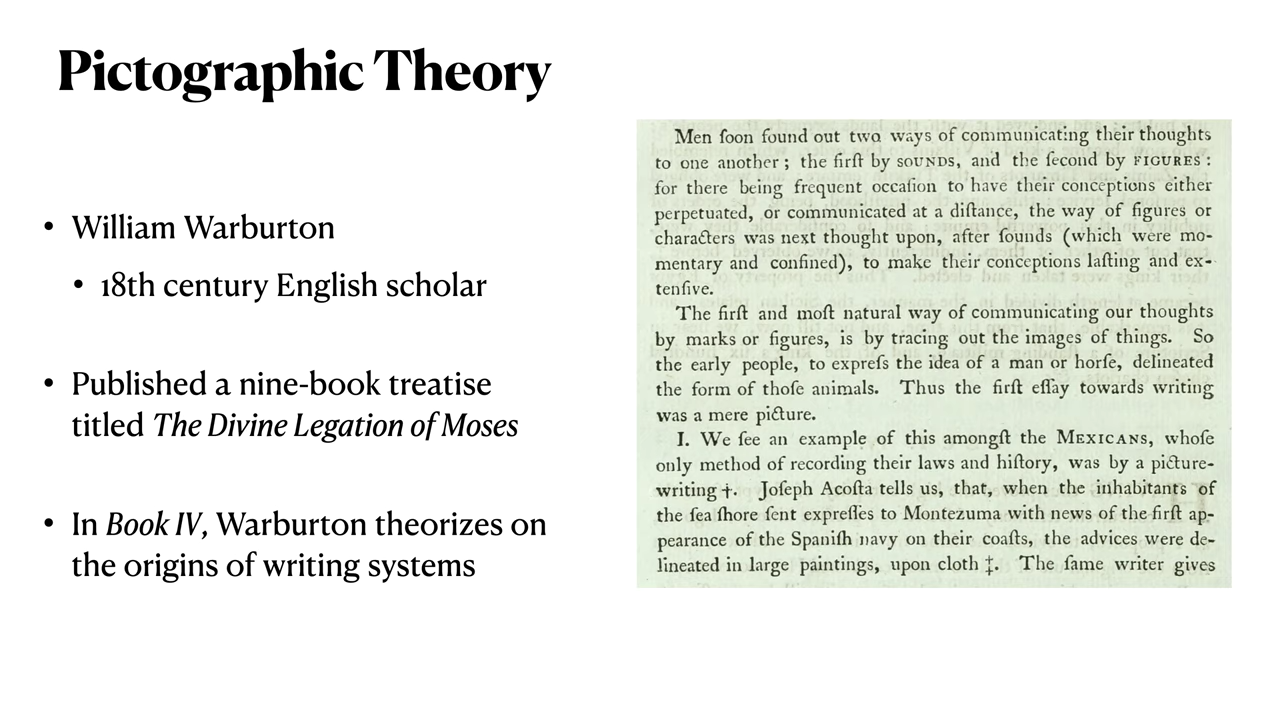 Pictographic Theory
• William Warburton
• 18th century English scholar
• Published a nine-book treatise
titled The Divine Legation of Moses
• In Book IV, Warburton theorizes on
the origins of writing systems
Men ſoon found out two ways of communicating their thoughts
to one another; the firſt by SOUNDS, and the ſecond by FIGURES:
for there being frequent occaſion to have their conceptions either
perpetuated, or communicated at a diſtance, the way of figures or
characters was next thought upon, after ſounds (which were mo-
mentary and confined), to make their conceptions laſting and ex-
tenſive.
The firſt and moſt natural way of communicating our thoughts
by marks or figures, is by tracing out the images of things. So
the early people, to expreſs the idea of a man or horſe, delineated
the form of thoſe animals. Thus the firſt eſſay towards writing
was a mere picture.
I. We ſee an example of this amongſt the MEXICANS, whoſe
only method of recording their laws and hiſtory, was by a picture-
writing †. Joſeph Acoſta tells us, that, when the inhabitants of
the ſea ſhore ſent expreſſes to Montezuma with news of the firſt ap-
pearance of the Spaniſh navy on their coaſts, the advices were de-
lineated in large paintings, upon cloth ‡. The ſame writer gives